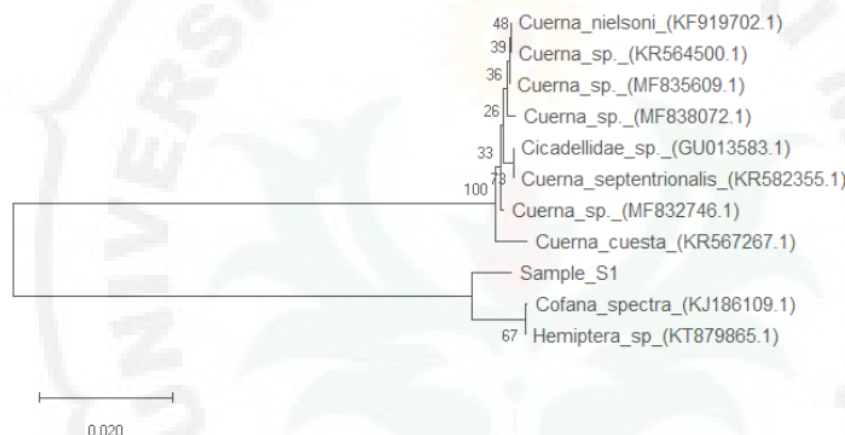 48
Cuerna_nielsoni_(KF919702.1)
39
Cuerna_sp._(KR564500.1)
36
Cuerna_sp._(MF835609.1)
26
Cuerna_sp._(MF838072.1)
33
Cicadellidae_sp._(GU013583.1)
73
Cuerna_septentrionalis_(KR582355.1)
100
Cuerna_sp._(MF832746.1)
Cuerna_cuesta_(KR567267.1)
Sample_S1
Cofana_spectra_(KJ186109.1)
67
Hemiptera_sp_(KT879865.1)
0.020
UNIVERSI